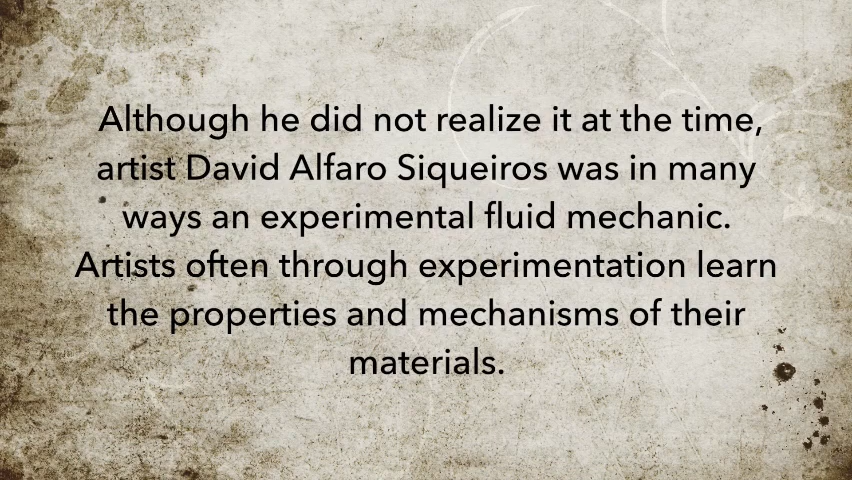 Although he did not realize it at the time,
artist David Alfaro Siqueiros was in many
ways an experimental fluid mechanic.
Artists often through experimentation learn
the properties and mechanisms of their
materials.